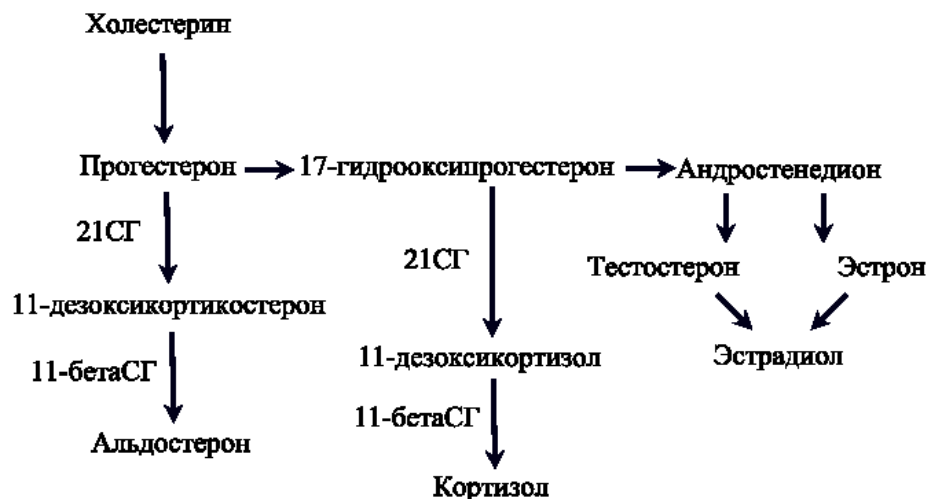 Холестерин
Прогестерон
17-гидрооксипрогестерон
Андростенедион
21СГ
21СГ
Тестостерон
Эстрон
11-дезоксикортикостерон
11-дезоксикортизол
Эстрадиол
11-бетаСГ
11-бетаСГ
Альдостерон
Кортизол